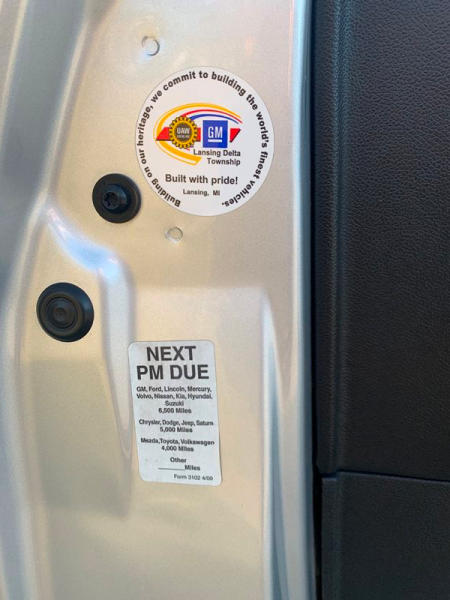 Building on our heritage, we commit to building the world's finest vehicles.
UAW
GM
Lansing Delta
Township
Built with pride!
Lansing, MI
NEXT
PM DUE
GM, Ford, Lincoln, Mercury,
Volvo, Nissan, Kia, Hyundai,
Suzuki
6,500 Miles
Chrysler, Dodge, Jeep, Saturn
5,000 Miles
Mazda,Toyota, Volkswagen
4,000 Miles
Other
_____Miles
Form 3102 4/09